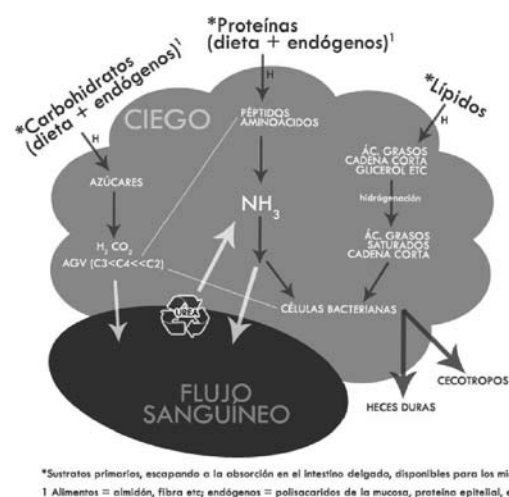 *Proteínas
(dieta + endógenos)¹
*Carbohidratos
(dieta + endógenos)¹
*Lípidos
H
H
H
CIEGO
PÉPTIDOS
AMINOÁCIDOS
ÁC. GRASOS
CADENA CORTA
GLICEROL ETC
AZÚCARES
hidrógenación
NH₃
ÁC. GRASOS
SATURADOS
CADENA CORTA
H₂ CO₂
AGV (C3<C4<<C2)
UREA
CÉLULAS BACTERIANAS
FLUJO
SANGUÍNEO
CECOTROPOS
HECES DURAS
*Sustratos primarios, escapando a la absorción en el intestino delgado, disponibles para los
1 Alimentos = almidón, fibra etc; endógenos = polisacaridos de la mucosa, proteina epitelial,